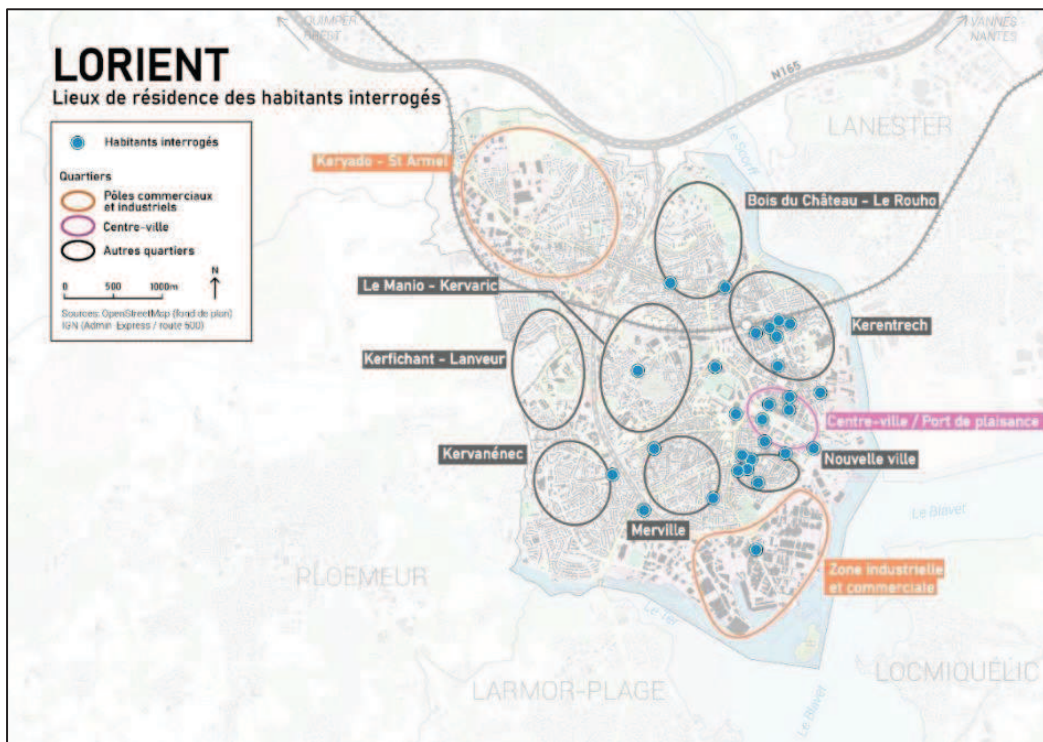 QUIMPER
BREST
VANNES
NANTES
LORIENT
Lieux de résidence des habitants interrogés
N165
LANESTER
Habitants interrogés
Quartiers
Pôles commerciaux
et industriels
Centre-ville
Autres quartiers
N
0 500 1000m
Sources: OpenStreetMap (fond de plan)
IGN (Admin Express / route 500)
Keryado - St Armel
Le Scorff
Bois du Château - Le Rouho
Le Manio - Kervaric
Kerentrech
Kerfichant - Lanveur
Centre-ville / Port de plaisance
Kervanénec
Nouvelle ville
Merville
Le Blavet
PLOEMEUR
Zone industrielle
et commerciale
Le Ter
LARMOR-PLAGE
LOCMIQUÉLIC
Le Blavet